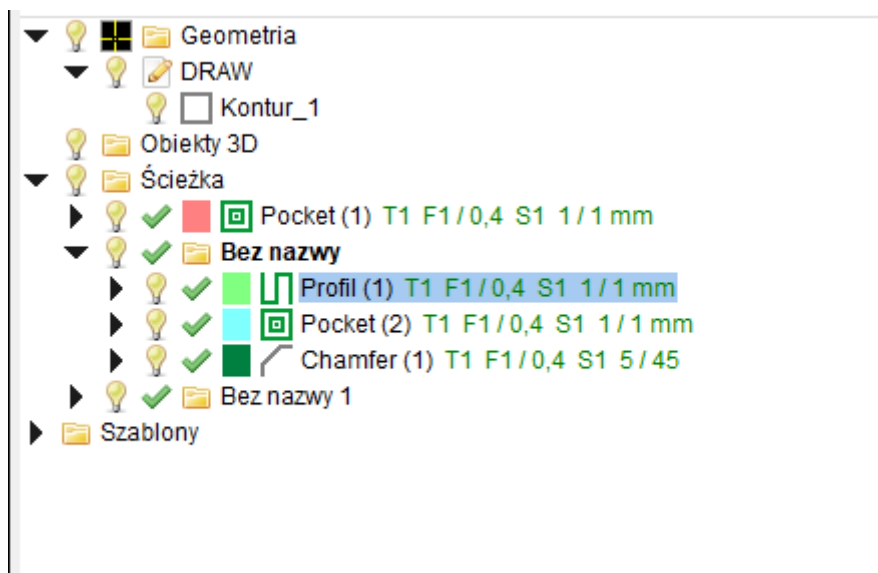 Geometria
DRAW
Kontur_1
Obiekty 3D
Ścieżka
Pocket (1) T1 F1 / 0,4 S1 1 / 1 mm
Bez nazwy
Profil (1) T1 F1 / 0,4 S1 1 / 1 mm
Pocket (2) T1 F1 / 0,4 S1 1 / 1 mm
Chamfer (1) T1 F1 / 0,4 S1 5 / 45
Bez nazwy 1
Szablony